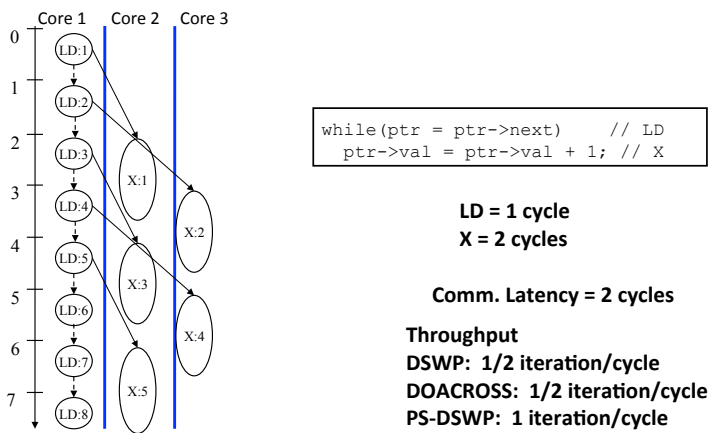 Core 1 Core 2 Core 3
0
1
2
3
4
5
6
7
LD:1
LD:2
LD:3
LD:4
LD:5
LD:6
LD:7
LD:8
X:1
X:3
X:5
X:2
X:4
while(ptr = ptr->next) // LD
ptr->val = ptr->val + 1; // X
LD = 1 cycle
X = 2 cycles
Comm. Latency = 2 cycles
Throughput
DSWP: 1/2 iteration/cycle
DOACROSS: 1/2 iteration/cycle
PS-DSWP: 1 iteration/cycle